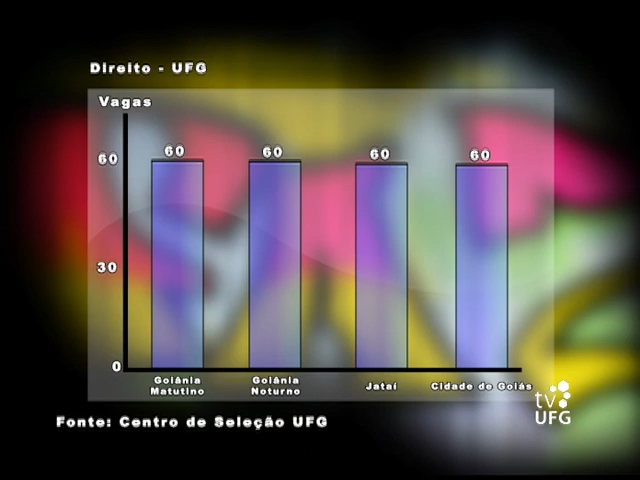 Direito - UFG
Vagas
60
60
60
60
60
30
0
Goiânia
Matutino
Goiânia
Noturno
Jataí
Cidade de Goiás
tv
UFG
Fonte: Centro de Seleção UFG